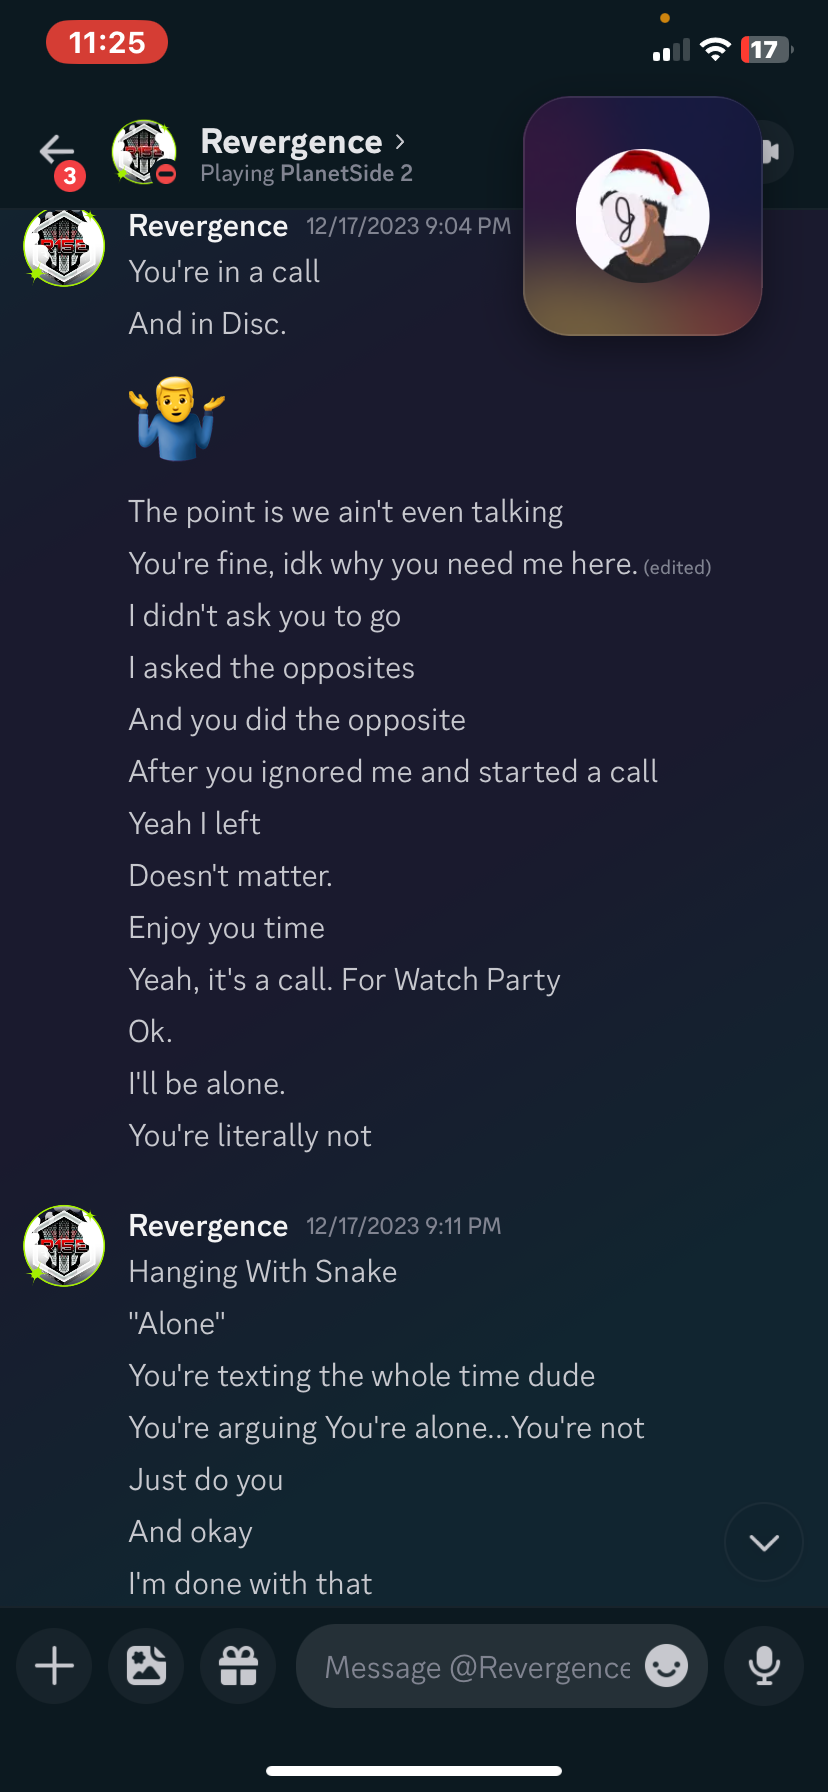 11:25
17
3
Revergence
Playing PlanetSide 2
Revergence 12/17/2023 9:04 PM
You're in a call
And in Disc.
The point is we ain't even talking
You're fine, idk why you need me here. (edited)
I didn't ask you to go
I asked the opposites
And you did the opposite
After you ignored me and started a call
Yeah I left
Doesn't matter.
Enjoy you time
Yeah, it's a call. For Watch Party
Ok.
I'll be alone.
You're literally not
Revergence 12/17/2023 9:11 PM
Hanging With Snake
"Alone"
You're texting the whole time dude
You're arguing You're alone...You're not
Just do you
And okay
I'm done with that
Message @Revergence